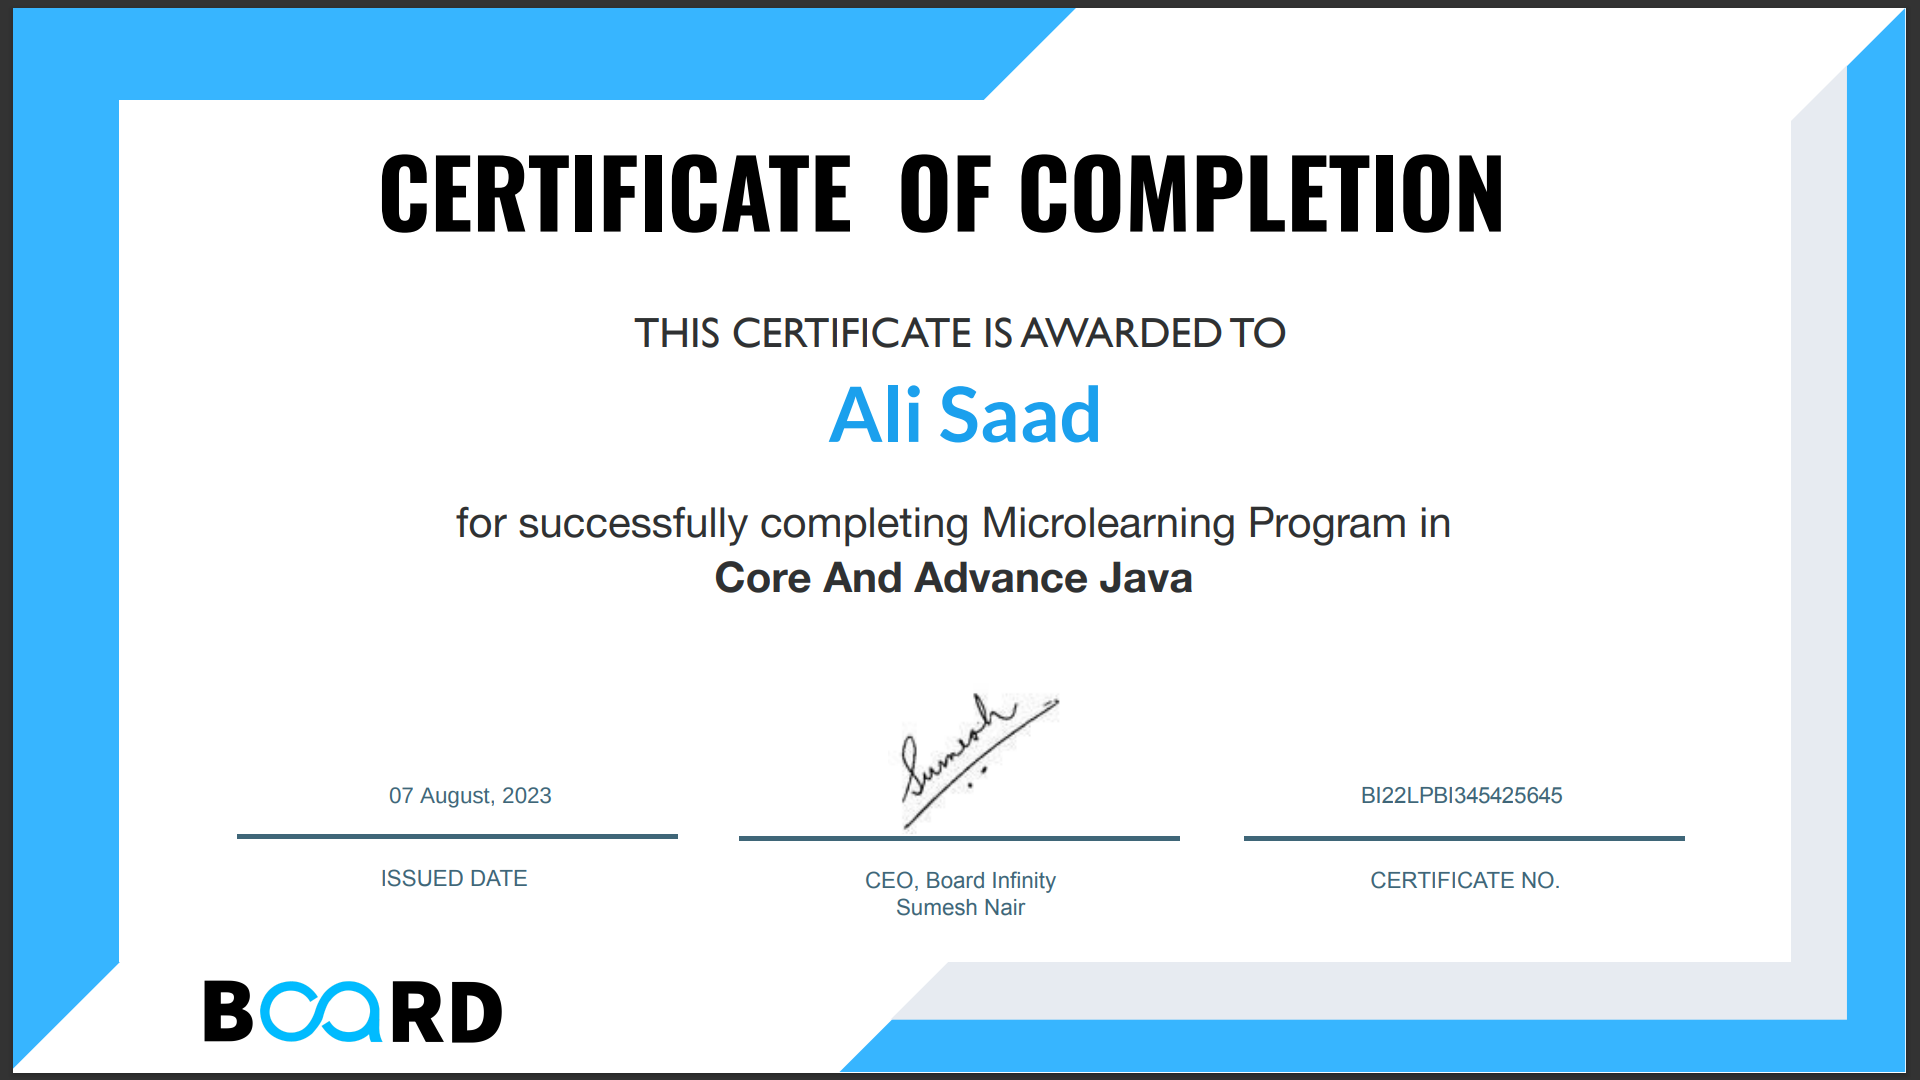 CERTIFICATE OF COMPLETION
THIS CERTIFICATE IS AWARDED TO
Ali Saad
for successfully completing Microlearning Program in
Core And Advance Java
Sumesh
07 August, 2023
BI22LPBI345425645
ISSUED DATE
CEO, Board Infinity
Sumesh Nair
CERTIFICATE NO.
BOARD